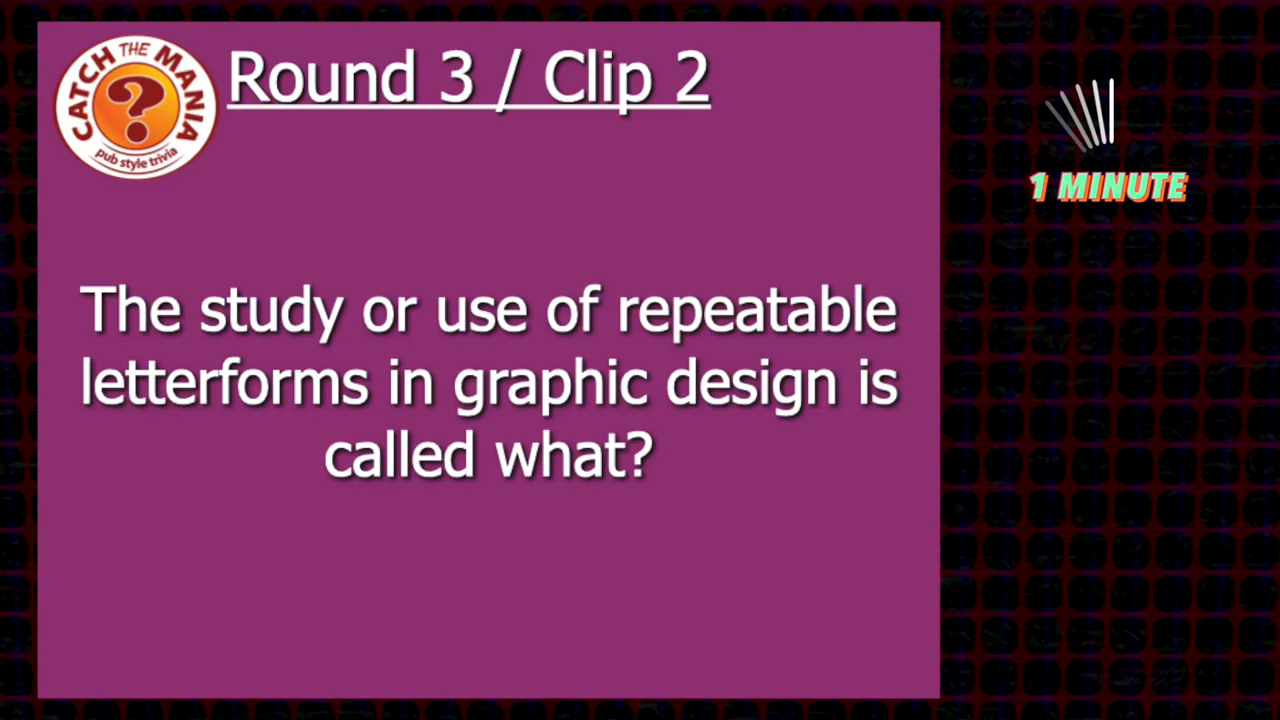 CATCH THE MANIA
pub style trivia
Round 3 / Clip 2
1 MINUTE
The study or use of repeatable
letterforms in graphic design is
called what?